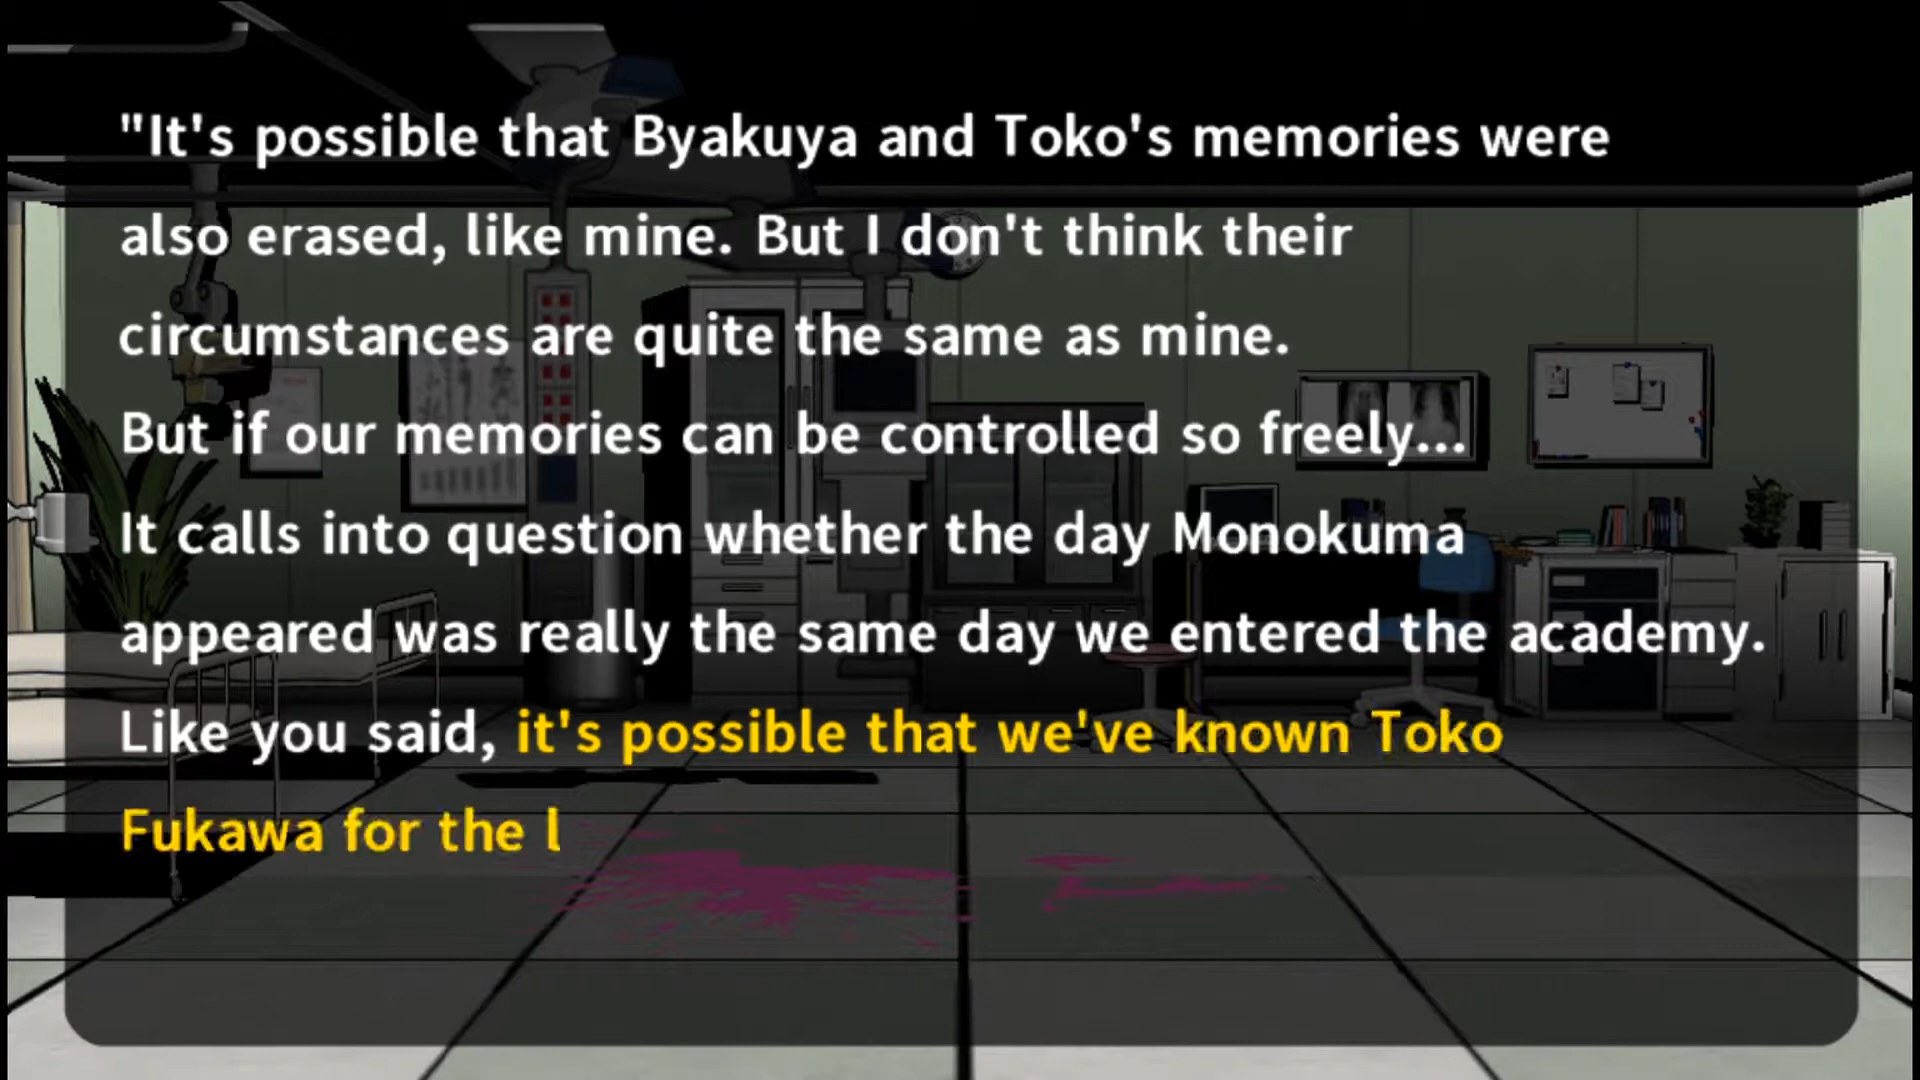 "It's possible that Byakuya and Toko's memories were
also erased, like mine. But I don't think their
circumstances are quite the same as mine.
But if our memories can be controlled so freely...
It calls into question whether the day Monokuma
appeared was really the same day we entered the academy.
Like you said, it's possible that we've known Toko
Fukawa for the l